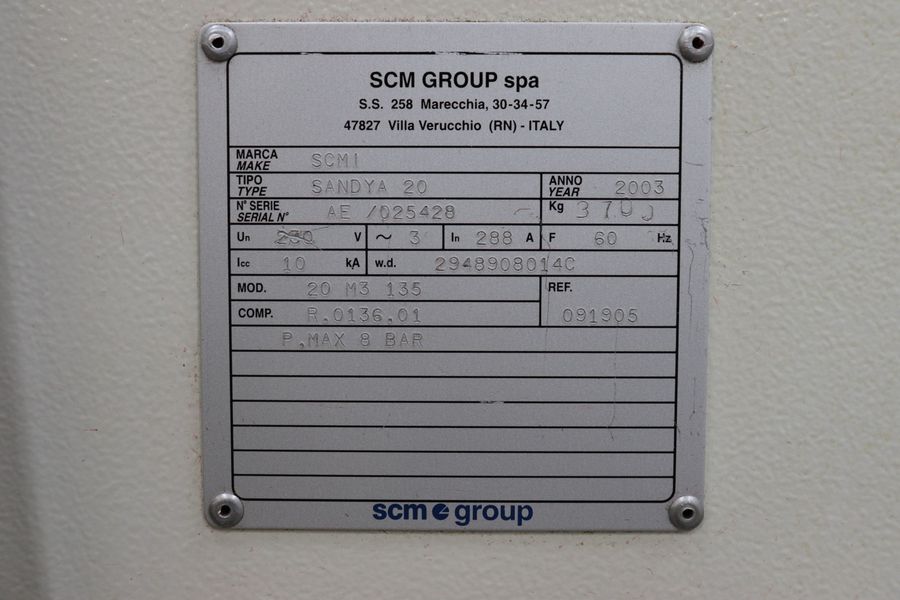 SCM GROUP spa
S.S. 258 Marecchia, 30-34-57
47827 Villa Verucchio (RN) - ITALY
MARCA
MAKE SCMI
TIPO
TYPE SANDYA 20 ANNO
YEAR 2003
N° SERIE
SERIAL N° AE /025428 Kg 3700
Un 230 V ~ 3 In 288 A F 60 Hz
Icc 10 kA w.d. 2948908014C
MOD. 20 M3 135 REF.
COMP. R.0136.01 091905
P.MAX 8 BAR
scm group